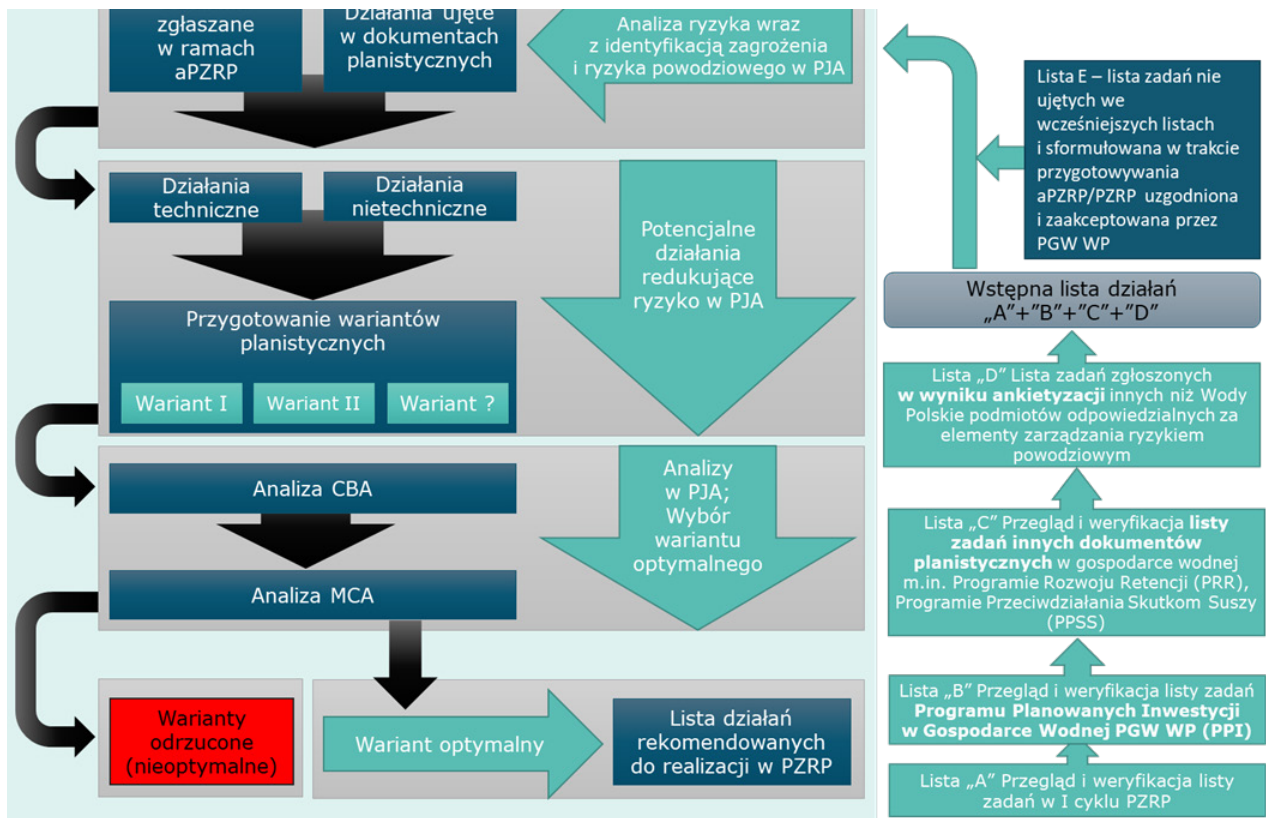 zgłaszane
w ramach
aPZRP
Działania ujęte
w dokumentach
planistycznych
Analiza ryzyka wraz
z identyfikacją zagrożenia
i ryzyka powodziowego w PJA
Działania
techniczne
Działania
nietechniczne
Potencjalne
działania
redukujące
ryzyko w PJA
Przygotowanie wariantów
planistycznych
Wariant I
Wariant II
Wariant ?
Analiza CBA
Analiza MCA
Analizy
w PJA;
Wybór
wariantu
optymalnego
Warianty
odrzucone
(nieoptymalne)
Wariant optymalny
Lista działań
rekomendowanych
do realizacji w PZRP
Lista E – lista zadań nie
ujętych we
wcześniejszych listach
i sformułowana w trakcie
przygotowywania
aPZRP/PZRP uzgodniona
i zaakceptowana przez
PGW WP
Wstępna lista działań
„A”+”B”+”C”+”D”
Lista „D” Lista zadań zgłoszonych
w wyniku ankietyzacji innych niż Wody
Polskie podmiotów odpowiedzialnych za
elementy zarządzania ryzykiem
powodziowym
Lista „C” Przegląd i weryfikacja listy
zadań innych dokumentów
planistycznych w gospodarce wodnej
m.in. Programie Rozwoju Retencji (PRR),
Programie Przeciwdziałania Skutkom Suszy
(PPSS)
Lista „B” Przegląd i weryfikacja listy zadań
Programu Planowanych Inwestycji
w Gospodarce Wodnej PGW WP (PPI)
Lista „A” Przegląd i weryfikacja listy
zadań w I cyklu PZRP